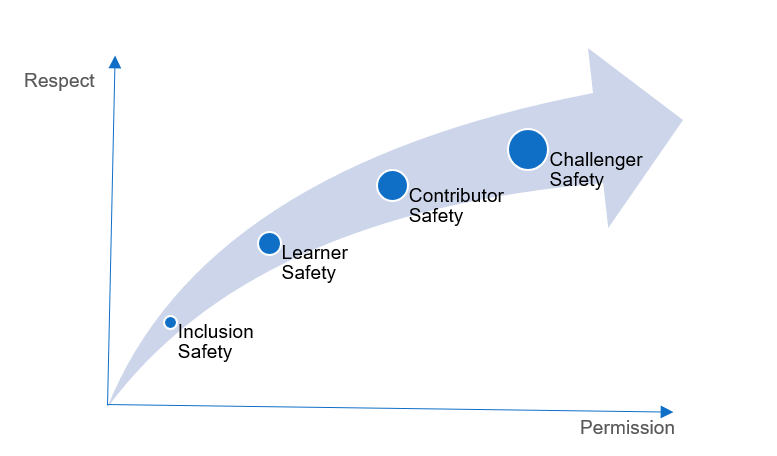 Respect
Challenger
Safety
Contributor
Safety
Learner
Safety
Inclusion
Safety
Permission